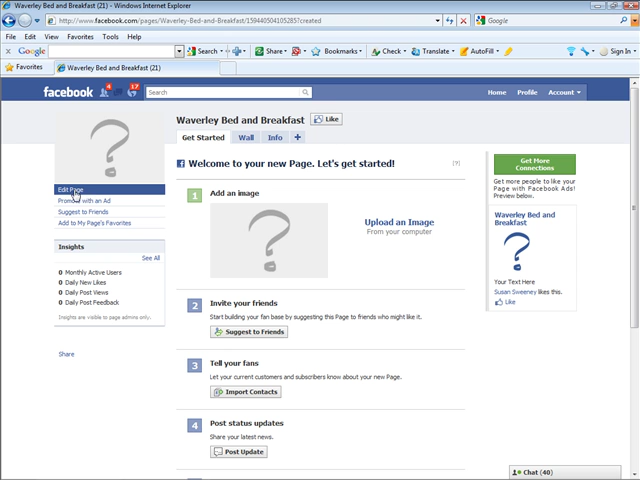 Waverley Bed and Breakfast (21) - Windows Internet Explorer
http://www.facebook.com/pages/Waverley-Bed-and-Breakfast/159440504105285?created
Google
File Edit View Favorites Tools Help
Google Search Share Bookmarks Check Translate AutoFill Sign In
Favorites Waverley Bed and Breakfast (21)
facebook 4 17 Search Home Profile Account
Waverley Bed and Breakfast Like
Get Started Wall Info +
Edit Page
Promote with an Ad
Suggest to Friends
Add to My Page's Favorites
Insights
See All
0 Monthly Active Users
0 Daily New Likes
0 Daily Post Views
0 Daily Post Feedback
Insights are visible to page admins only.
Share
Welcome to your new Page. Let's get started! [?]
1 Add an image
Upload an Image
From your computer
2 Invite your friends
Start building your fan base by suggesting this Page to friends who might like it.
Suggest to Friends
3 Tell your fans
Let your current customers and subscribers know about your new Page.
Import Contacts
4 Post status updates
Share your latest news.
Post Update
Get More
Connections
Get more people to like your
Page with Facebook Ads!
Preview below.
Waverley Bed and
Breakfast
Your Text Here
Susan Sweeney likes this.
Like
Chat (40)